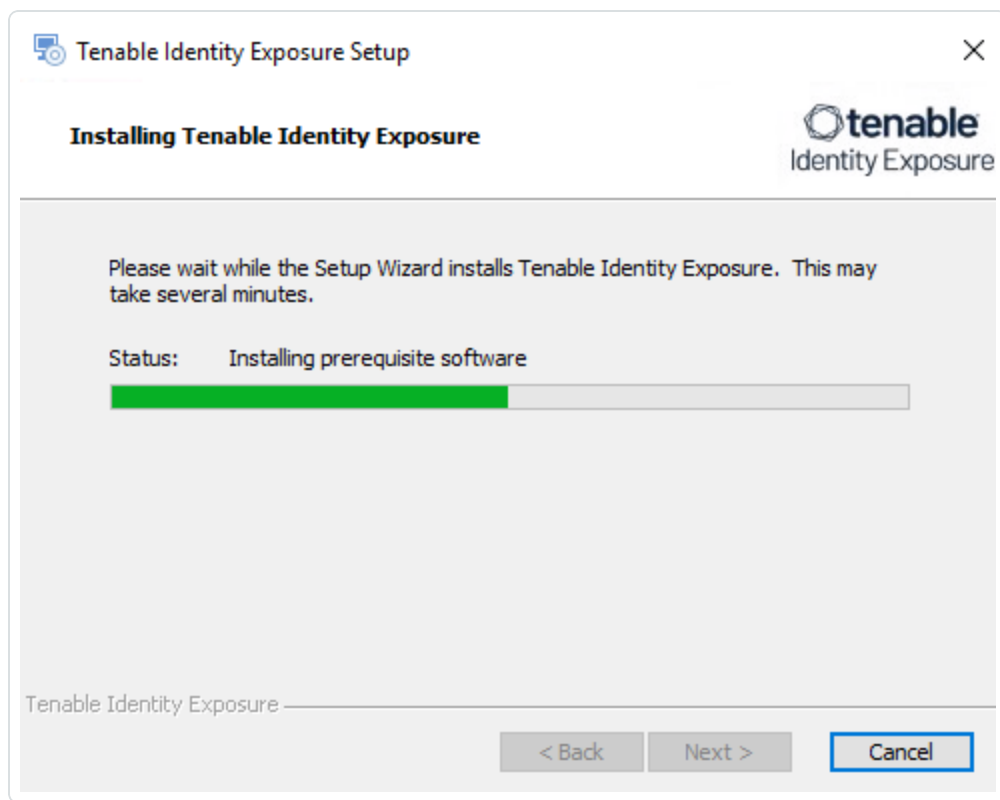 Tenable Identity Exposure Setup
Installing Tenable Identity Exposure
tenable
Identity Exposure
Please wait while the Setup Wizard installs Tenable Identity Exposure. This may
take several minutes.
Status: Installing prerequisite software
Tenable Identity Exposure
< Back Next > Cancel